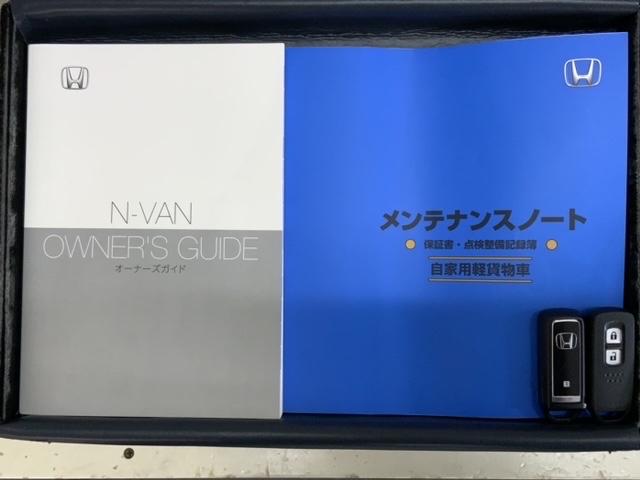 N-VAN
OWNER'S GUIDE
オーナーズガイド
メンテナンスノート
保証書・点検整備記録簿
自家用軽貨物車